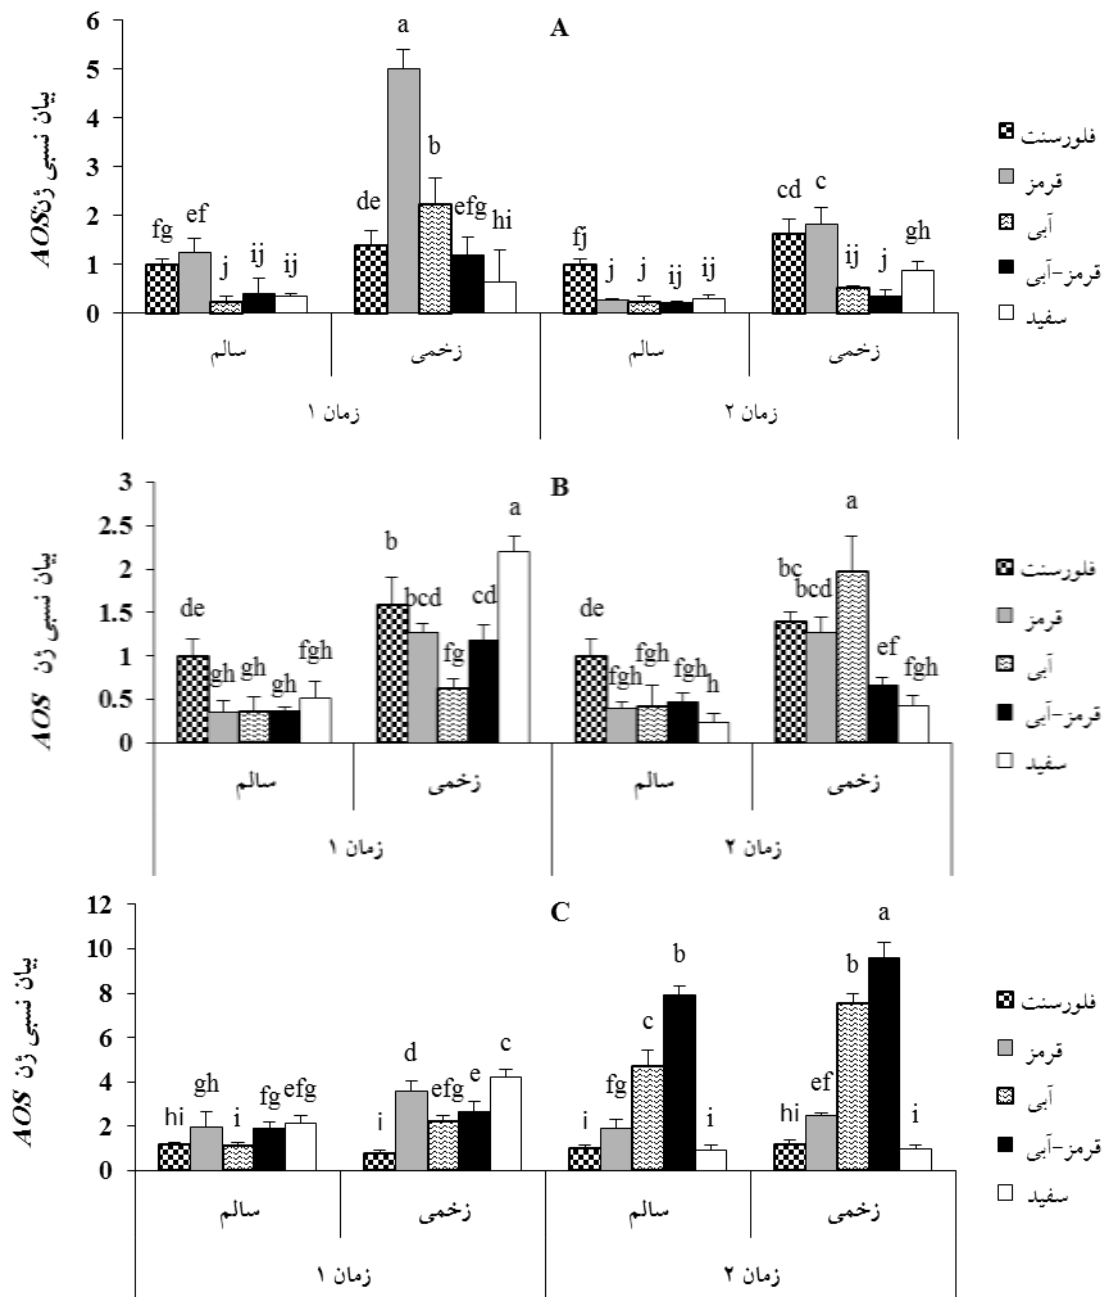 A
بیان نسبی ژن AOS
6
5
4
3
2
1
0
fg ef j ij ij
de a b efg hi
fj j j ij ij
cd c ij j gh
سالم زخمی سالم زخمی
زمان ۱ زمان ۲
فلورسنت
قرمز
آبی
قرمز-آبی
سفید
B
بیان نسبی ژن AOS
3
2.5
2
1.5
1
0.5
0
de gh gh gh fgh
b bcd fg cd a
de fgh fgh fgh h
bc bcd a ef fgh
سالم زخمی سالم زخمی
زمان ۱ زمان ۲
فلورسنت
قرمز
آبی
قرمز-آبی
سفید
C
بیان نسبی ژن AOS
12
10
8
6
4
2
0
hi gh i fg efg
i d efg e c
i fg c b i
hi ef b a i
سالم زخمی سالم زخمی
زمان ۱ زمان ۲
فلورسنت
قرمز
آبی
قرمز-آبی
سفید